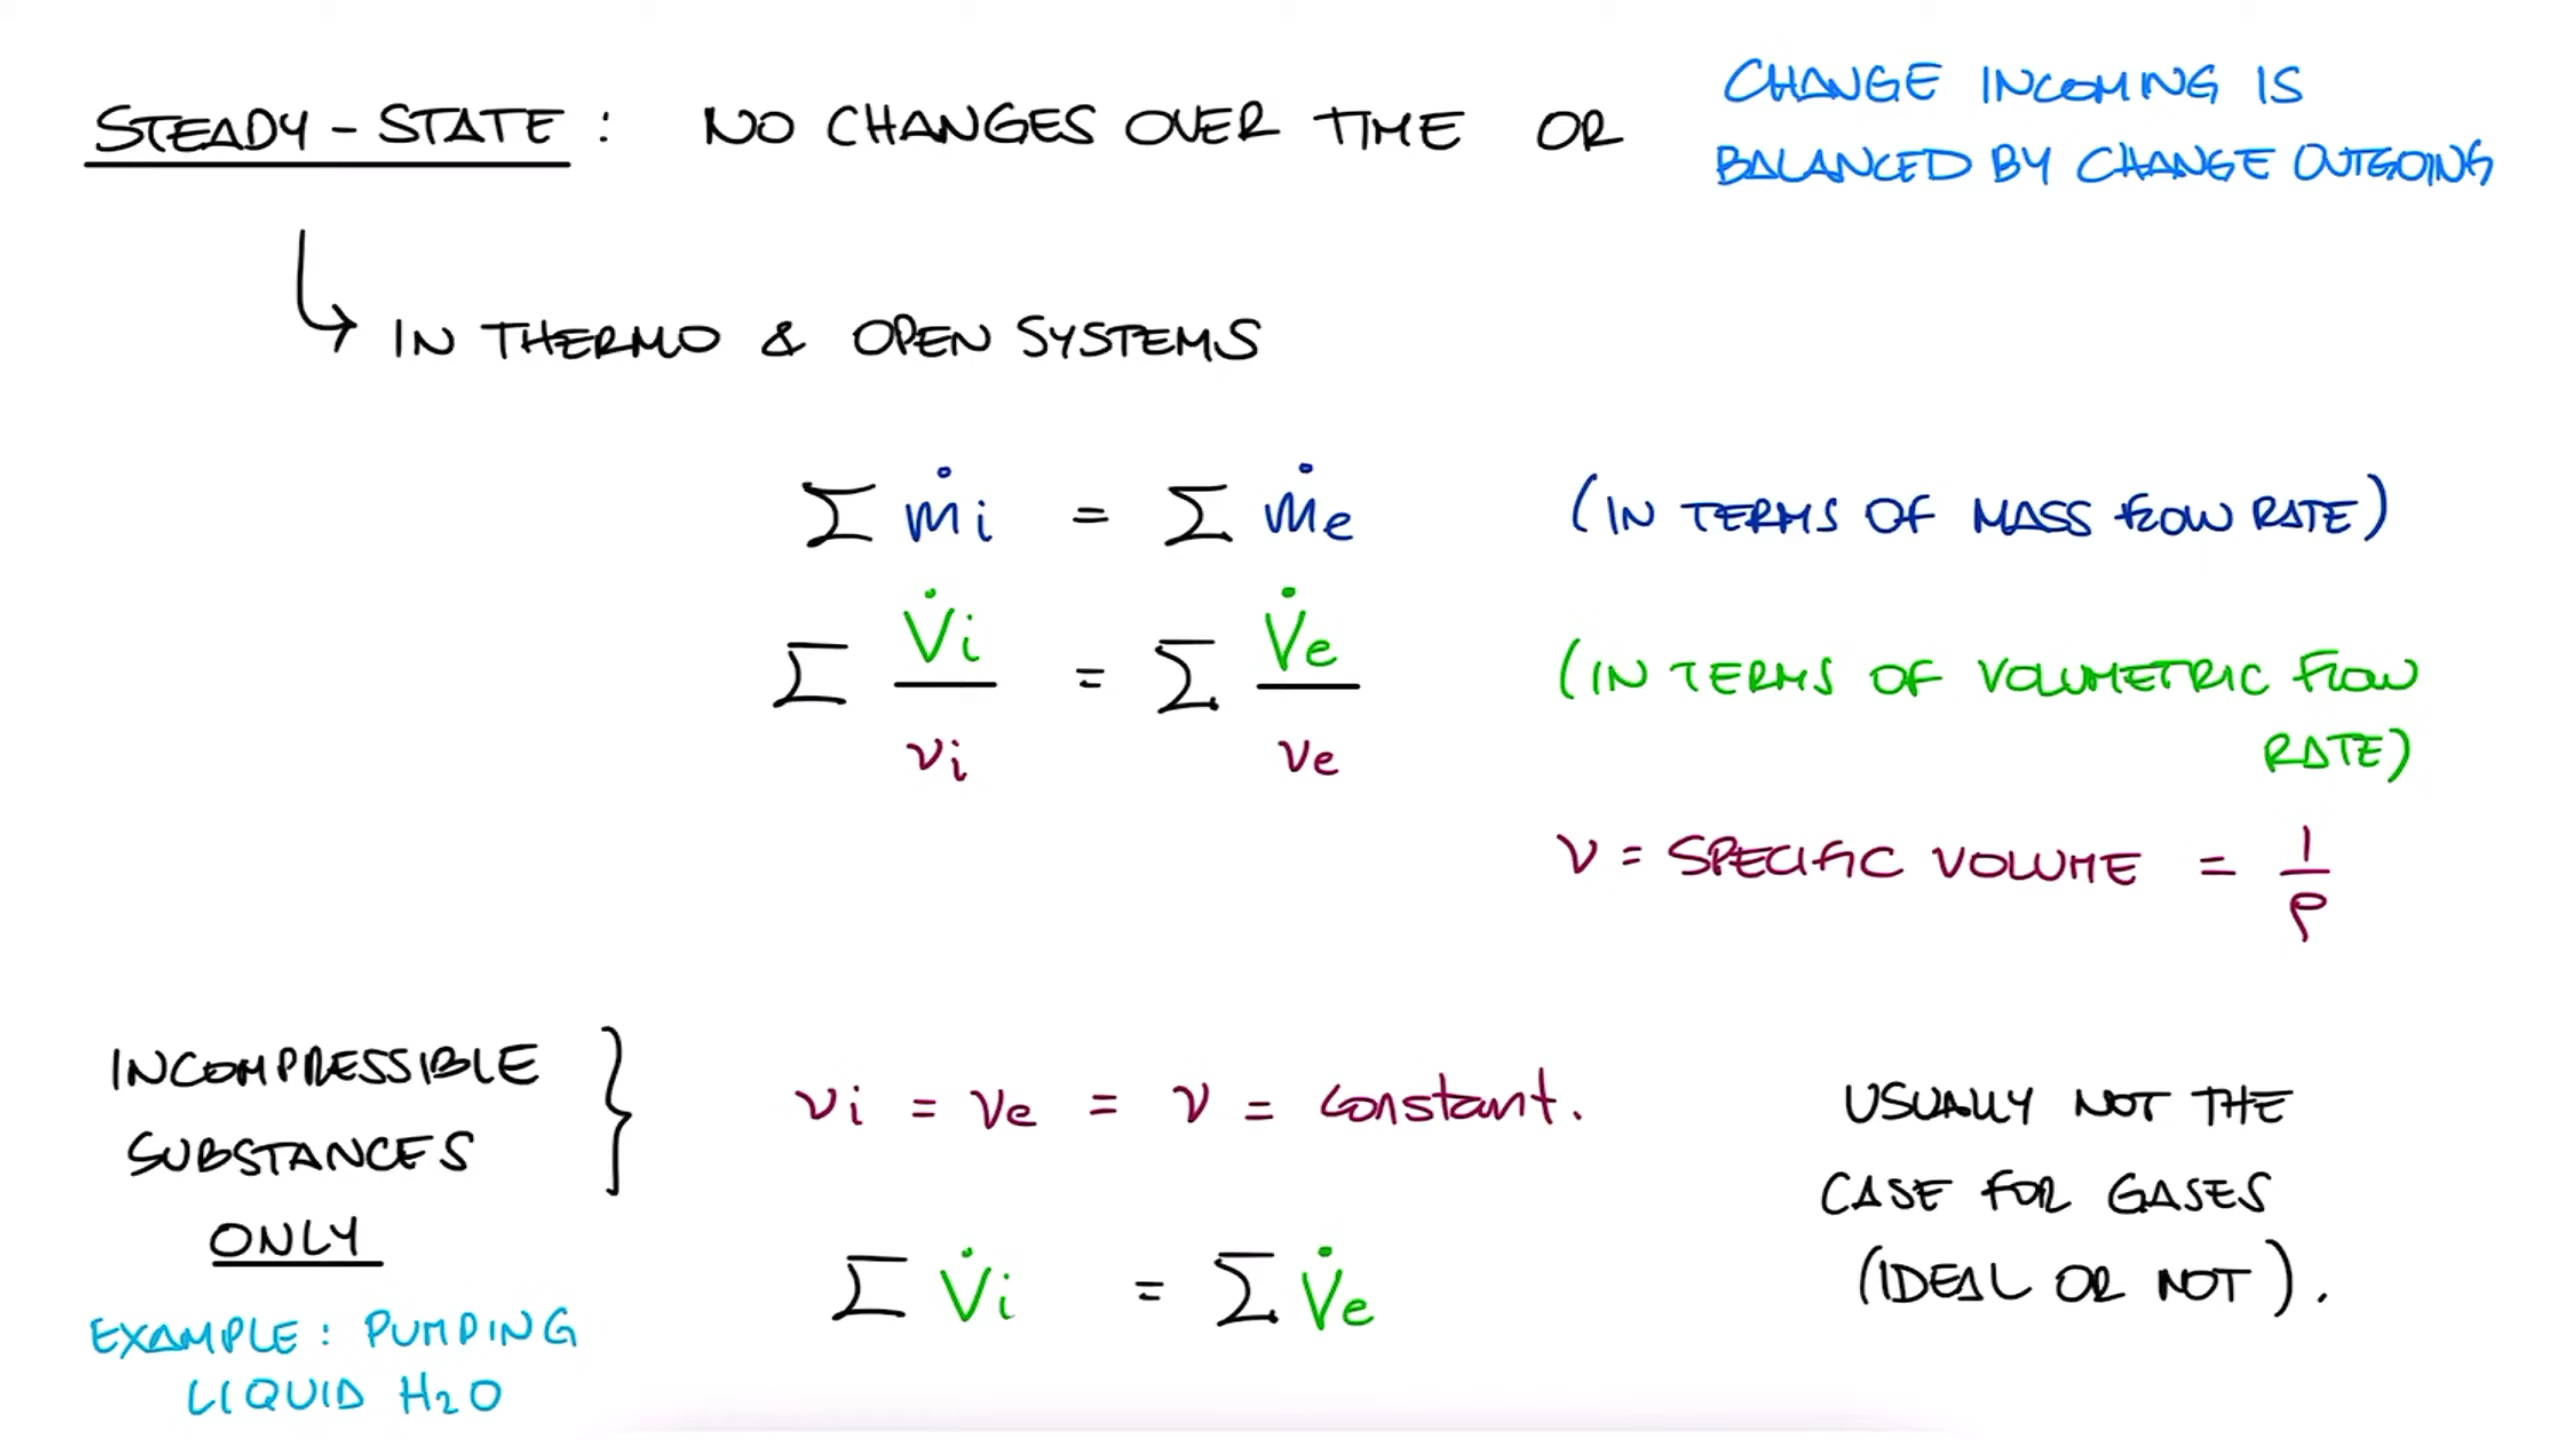 STEADY-STATE: NO CHANGES OVER TIME OR
CHANGE INCOMING IS
BALANCED BY CHANGE OUTGOING
IN THERMO & OPEN SYSTEMS
Σ ṁi = Σ ṁe (IN TERMS OF MASS FLOW RATE)
Σ V̇i/νi = Σ V̇e/νe (IN TERMS OF VOLUMETRIC FLOW
RATE)
ν = SPECIFIC VOLUME = 1/ρ
INCOMPRESSIBLE
SUBSTANCES
ONLY
EXAMPLE: PUMPING
LIQUID H₂O
νi = νe = ν = constant.
Σ V̇i = Σ V̇e
USUALLY NOT THE
CASE FOR GASES
(IDEAL OR NOT).